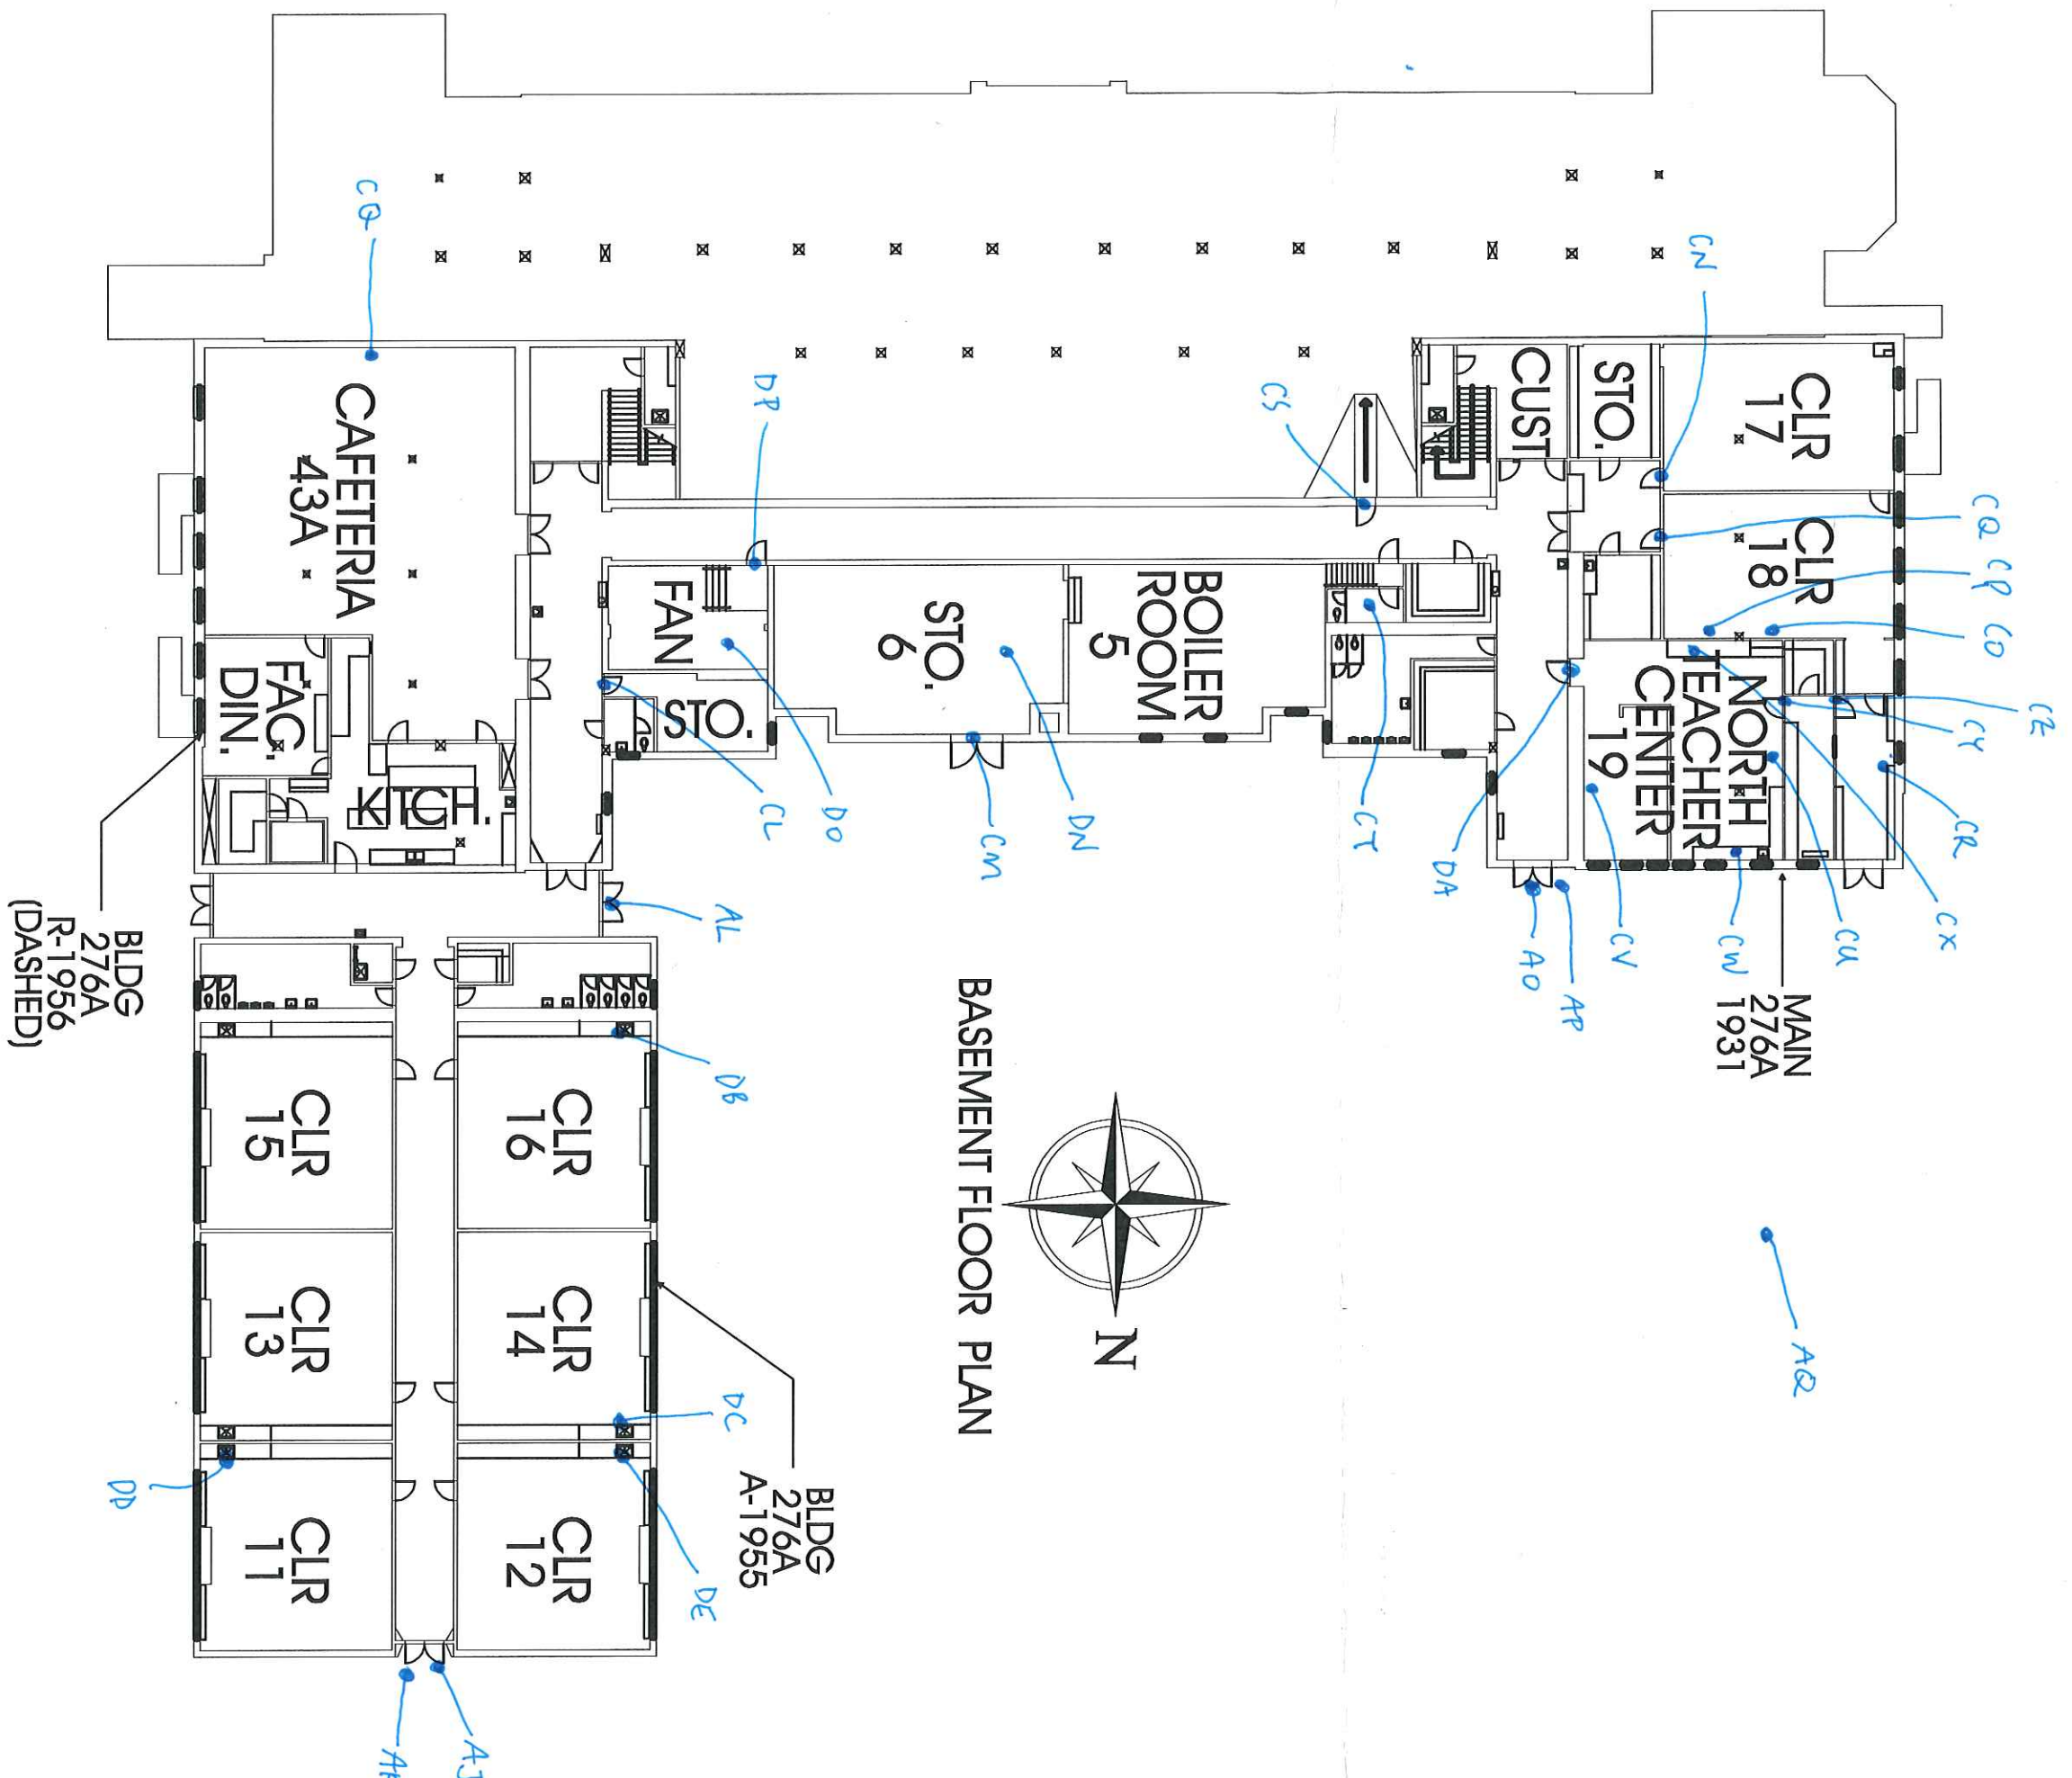 CZ
CQ
CP
CO
CY
CR
CX
CLR
17
CLR
18
CU
AQ
MAIN
276A
1931
NORTH
TEACHER
CENTER
19
CW
CN
CV
STO.
AP
AO
CUST
DA
CT
CS
BOILER
ROOM
5
N
DN
CM
BASEMENT FLOOR PLAN
STO.
6
DO
BLDG
276A
A-1955
DP
CL
AL
DB
DC
DE
FAN
STO.
CLR
16
CLR
14
CLR
12
KITCH.
CQ
CAFETERIA
43A
FAC.
DIN.
CLR
15
CLR
13
CLR
11
BLDG
276A
R-1956
(DASHED)
DD